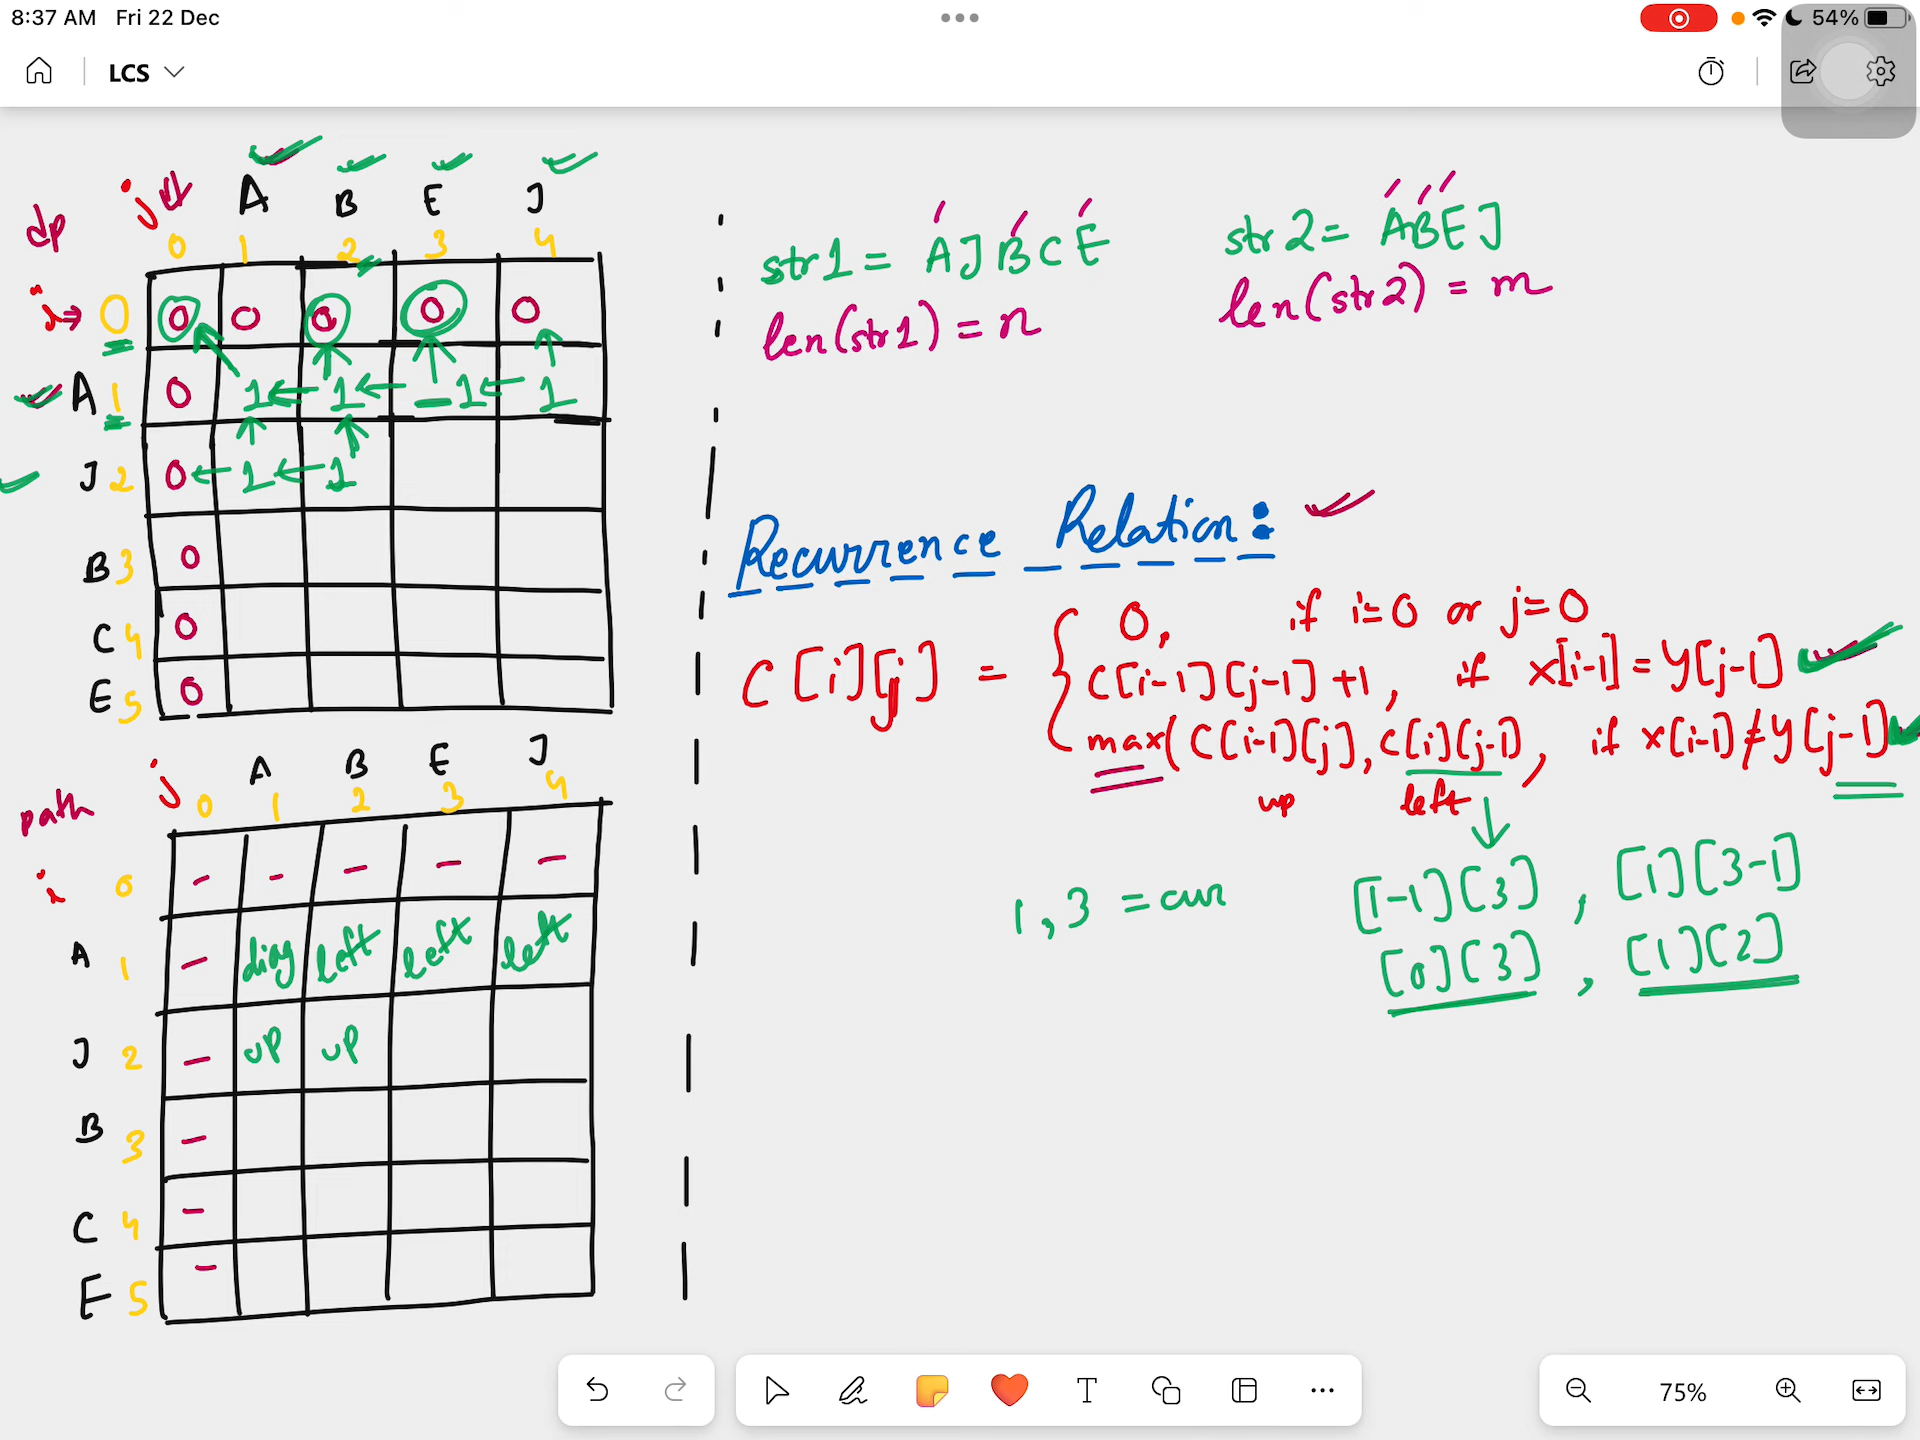 8:37 AM Fri 22 Dec
54%
LCS
dp j A B E J
0 1 2 3 4
i → 0 0 0 0 0 0
A 1 0 1 ← 1 ← 1 ← 1
J 2 0 ← 1 ← 1
B 3 0
C 4 0
E 5 0
path j A B E J
0 1 2 3 4
i 0 - - - - -
A 1 - diag left left left
J 2 - up up
B 3 -
C 4 -
E 5 -
str1 = AJBCE
len(str1) = n
str2 = ABEJ
len(str2) = m
Recurrence Relation:
C[i][j] = { 0, if i=0 or j=0
C[i-1][j-1] +1, if x[i-1] = y[j-1]
max(C[i-1][j], C[i][j-1), if x[i-1) ≠ y[j-1]
up left
1,3 = cur
[1-1][3], [1][3-1]
[0][3], [1][2]
75%